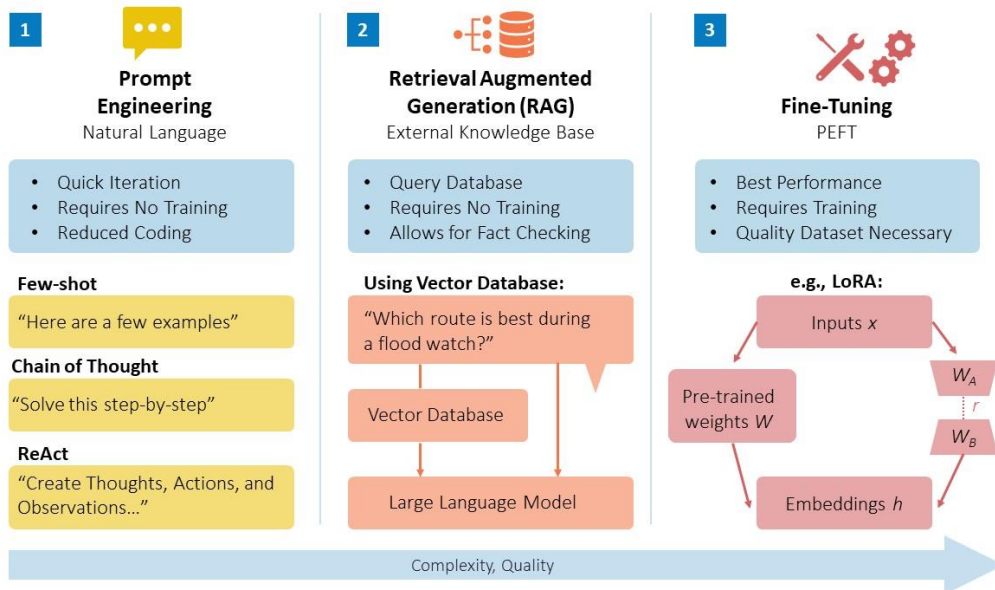 1
Prompt
Engineering
Natural Language
• Quick Iteration
• Requires No Training
• Reduced Coding
Few-shot
“Here are a few examples”
Chain of Thought
“Solve this step-by-step”
ReAct
“Create Thoughts, Actions, and
Observations...”
2
Retrieval Augmented
Generation (RAG)
External Knowledge Base
• Query Database
• Requires No Training
• Allows for Fact Checking
Using Vector Database:
“Which route is best during
a flood watch?”
Vector Database
Large Language Model
3
Fine-Tuning
PEFT
• Best Performance
• Requires Training
• Quality Dataset Necessary
e.g., LoRA:
Inputs x
Pre-trained
weights W
W_A
r
W_B
Embeddings h
Complexity, Quality